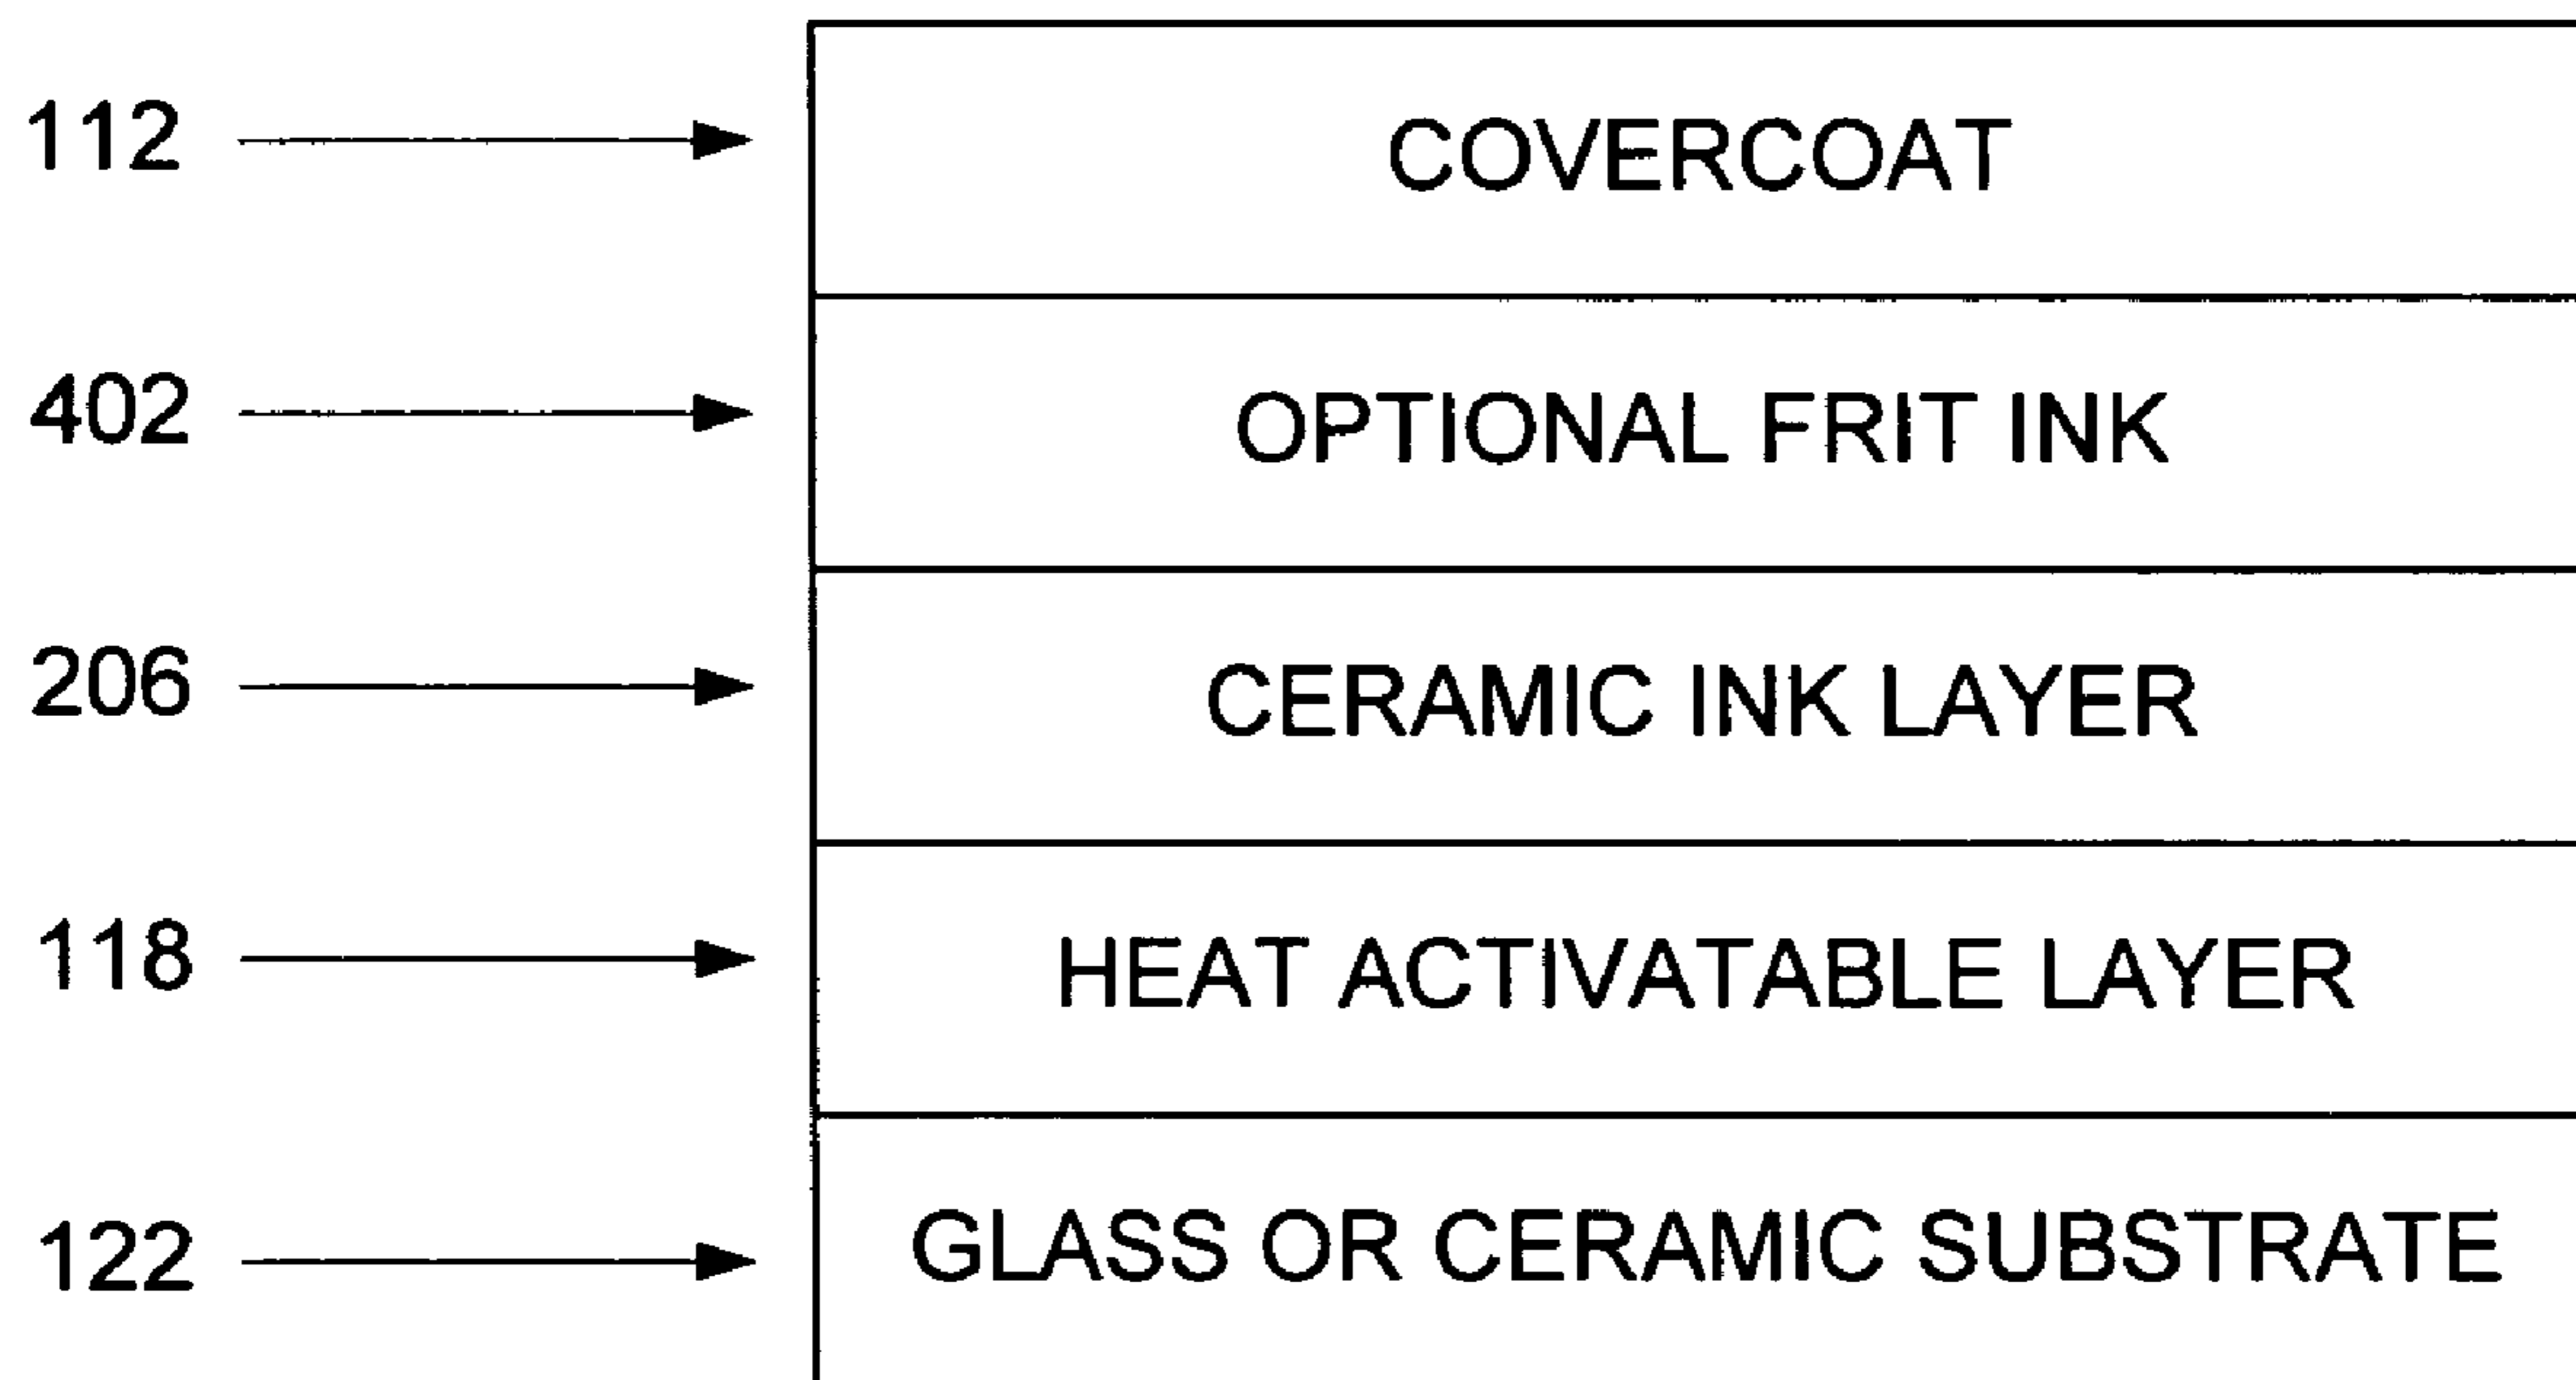 112 COVERCOAT
402 OPTIONAL FRIT INK
206 CERAMIC INK LAYER
118 HEAT ACTIVATABLE LAYER
122 GLASS OR CERAMIC SUBSTRATE